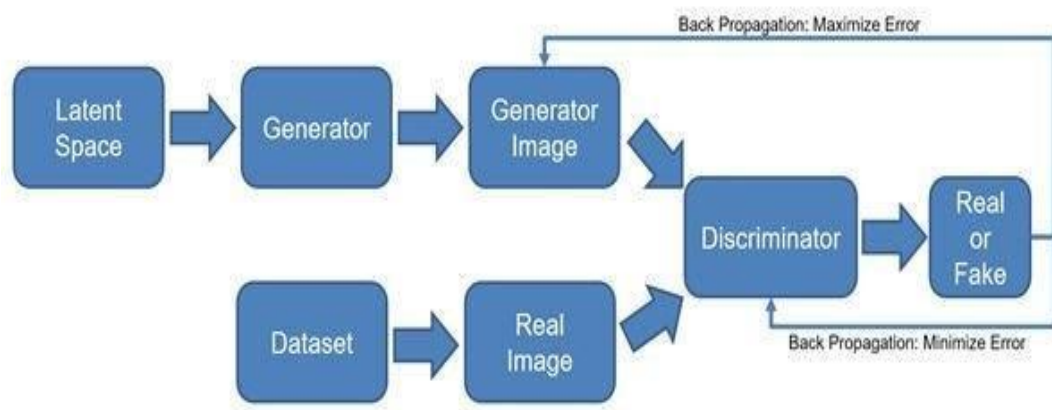 Back Propagation: Maximize Error
Latent
Space
Generator
Generator
Image
Discriminator
Real
or
Fake
Dataset
Real
Image
Back Propagation: Minimize Error